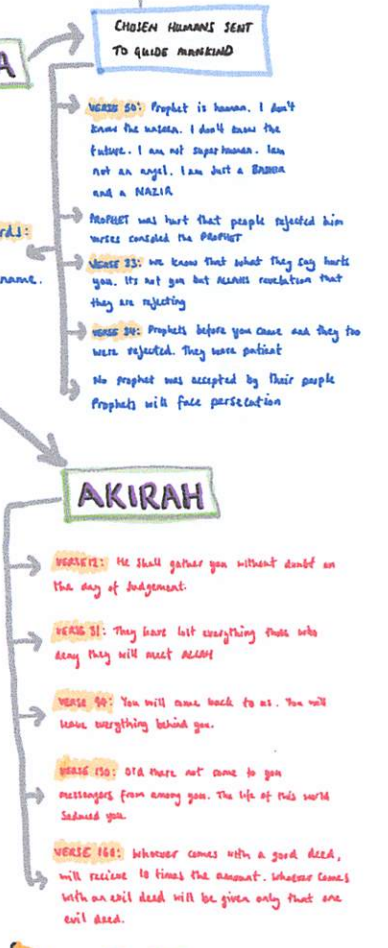 CHOSEN HUMANS SENT
TO GUIDE MANKIND
A
VERSE 50: Prophet is human. I don't
know the unseen. I don't know the
future. I am not super human. I am
not an angel. I am Just a BASHIR
and a NAZIR
PROPHET was hurt that people rejected him
verses consoled the PROPHET
VERSE 33: we know that what they say hurts
you. It's not you but ALLAHS revelation that
they are rejecting
VERSE 34: Prophets before you came and they too
were rejected. They were patient
No prophet was accepted by their people
Prophets will face persecution
rds:
name.
AKIRAH
VERSE 12: He shall gather you without doubt on
the day of Judgement.
VERSE 31: They have lost everything those who
deny they will meet ALLAH
VERSE 94: You will come back to us. You will
leave everything behind you.
VERSE 130: Did there not come to you
messengers from among you. The life of this world
seduced you.
VERSE 160: Whoever comes with a good deed,
will recieve 10 times the amount. Whoever comes
with an evil deed will be given only that one
evil deed.